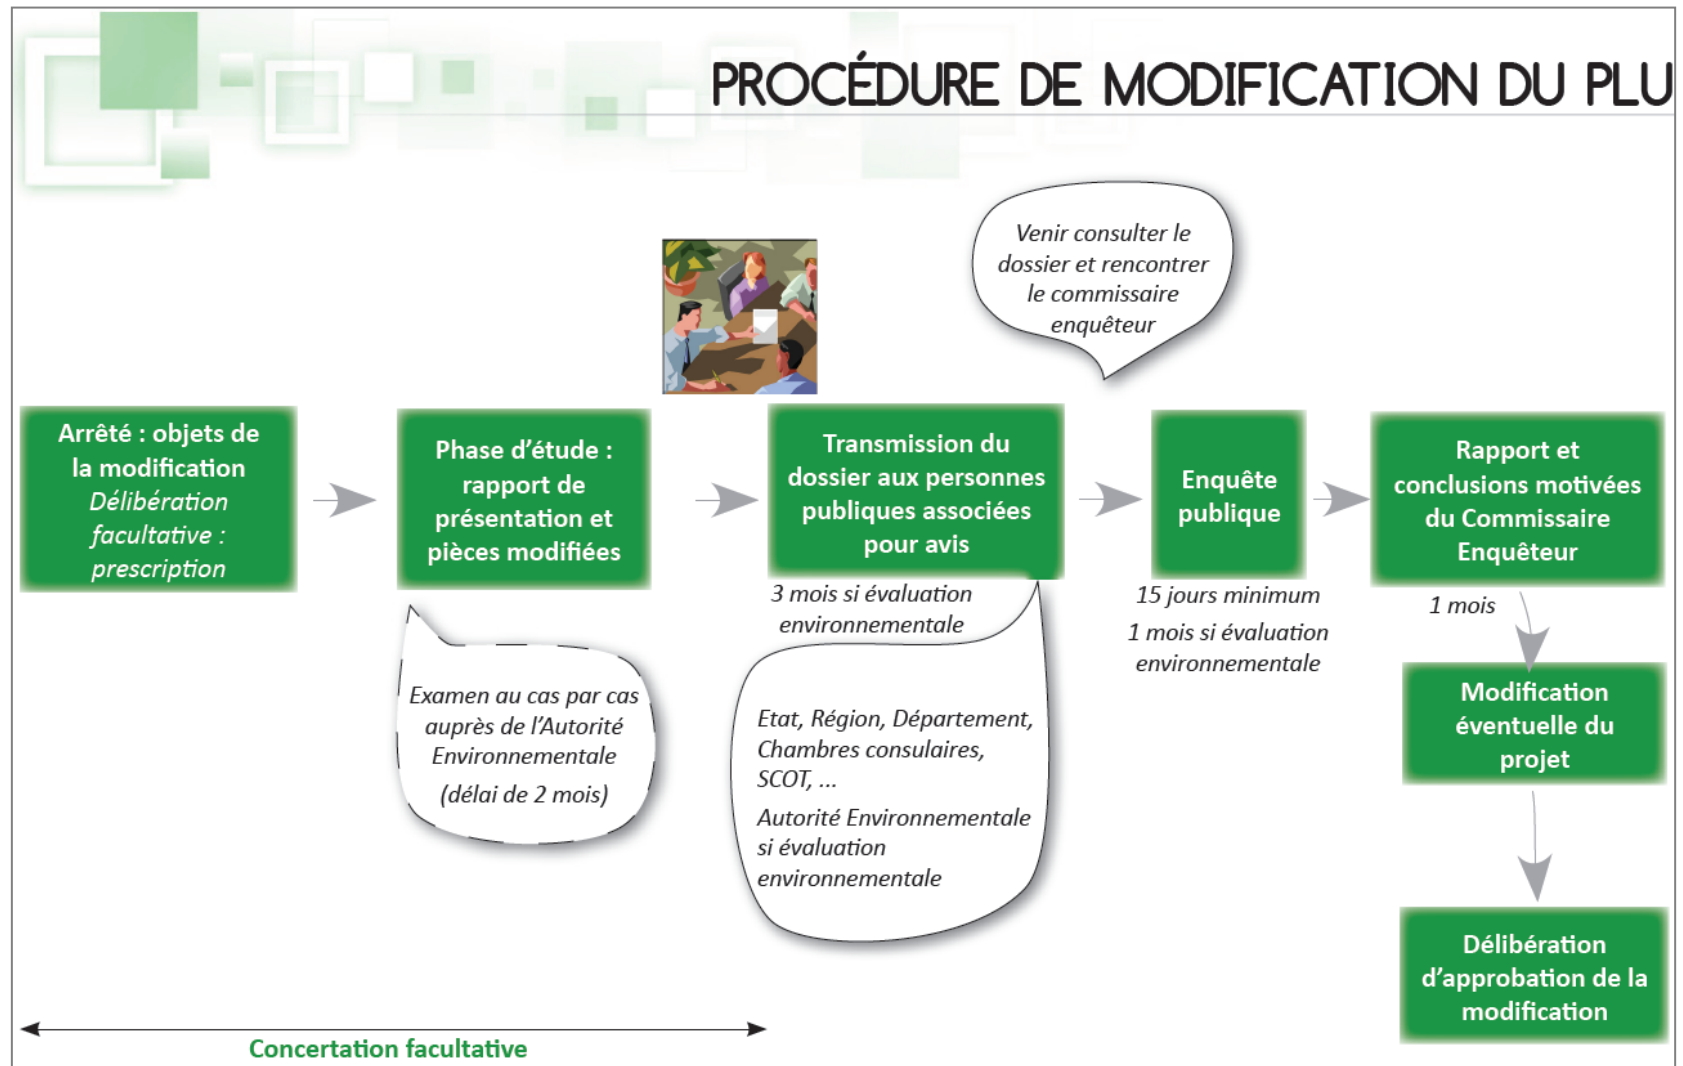 PROCÉDURE DE MODIFICATION DU PLU
Venir consulter le
dossier et rencontrer
le commissaire
enquêteur
Arrêté : objets de
la modification
Délibération
facultative :
prescription
Phase d’étude :
rapport de
présentation et
pièces modifiées
Transmission du
dossier aux personnes
publiques associées
pour avis
Enquête
publique
Rapport et
conclusions motivées
du Commissaire
Enquêteur
3 mois si évaluation
environnementale
15 jours minimum
1 mois si évaluation
environnementale
1 mois
Examen au cas par cas
auprès de l’Autorité
Environnementale
(délai de 2 mois)
Etat, Région, Département,
Chambres consulaires,
SCOT, ...
Autorité Environnementale
si évaluation
environnementale
Modification
éventuelle du
projet
Délibération
d’approbation de la
modification
Concertation facultative